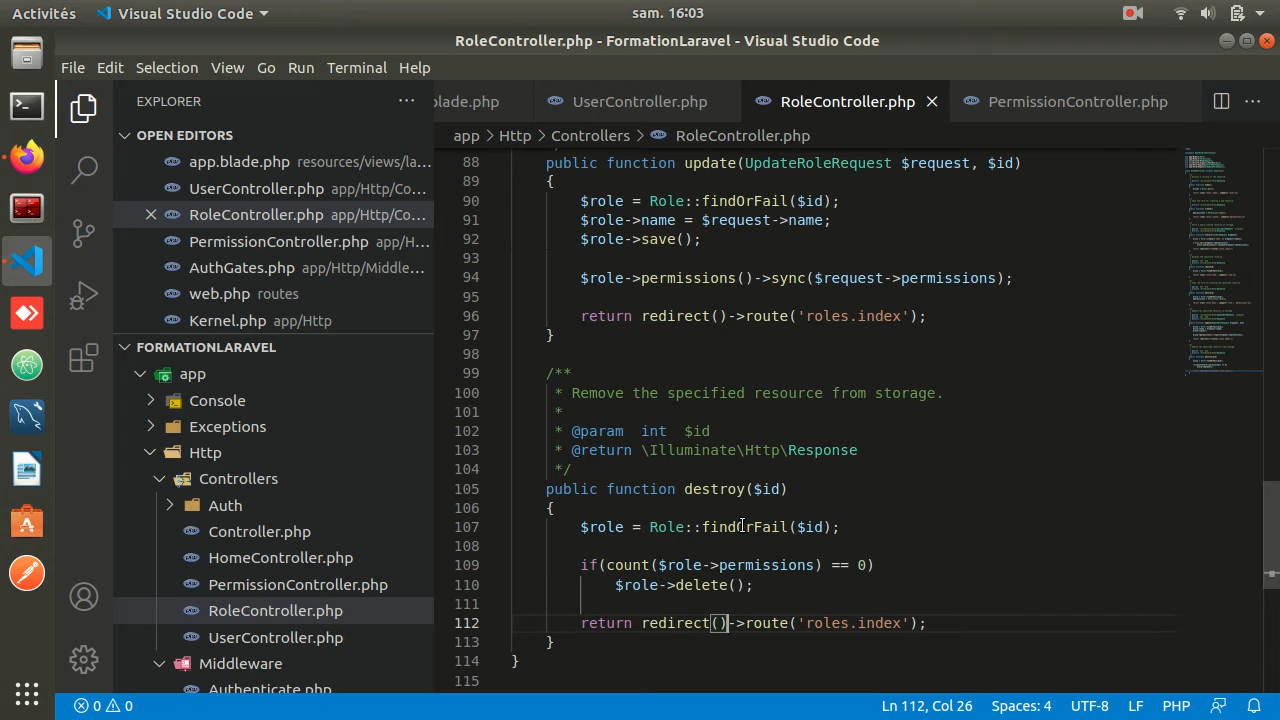 Activités Visual Studio Code sam. 16:03
RoleController.php - FormationLaravel - Visual Studio Code
File Edit Selection View Go Run Terminal Help
EXPLORER
OPEN EDITORS
app.blade.php resources/views/la...
UserController.php app/Http/Co...
RoleController.php app/Http/Co...
PermissionController.php app/H...
AuthGates.php app/Http/Middle...
web.php routes
Kernel.php app/Http
FORMATIONLARAVEL
app
Console
Exceptions
Http
Controllers
Auth
Controller.php
HomeController.php
PermissionController.php
RoleController.php
UserController.php
Middleware
Authenticate.php
blade.php UserController.php RoleController.php PermissionController.php
app > Http > Controllers > RoleController.php
88 public function update(UpdateRoleRequest $request, $id)
89 {
90 $role = Role::findOrFail($id);
91 $role->name = $request->name;
92 $role->save();
93
94 $role->permissions()->sync($request->permissions);
95
96 return redirect()->route('roles.index');
97 }
98
99 /**
100 * Remove the specified resource from storage.
101 *
102 * @param  int  $id
103 * @return \Illuminate\Http\Response
104 */
105 public function destroy($id)
106 {
107 $role = Role::findOrFail($id);
108
109 if(count($role->permissions) == 0)
110 $role->delete();
111
112 return redirect()->route('roles.index');
113 }
114 }
115
0 0 Ln 112, Col 26 Spaces: 4 UTF-8 LF PHP